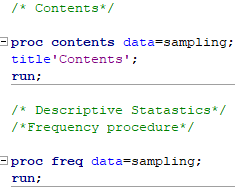 /* Contents*/
proc contents data=sampling;
title'Contents';
run;
/* Descriptive Statastics*/
/*Frequency procedure*/
proc freq data=sampling;
run;